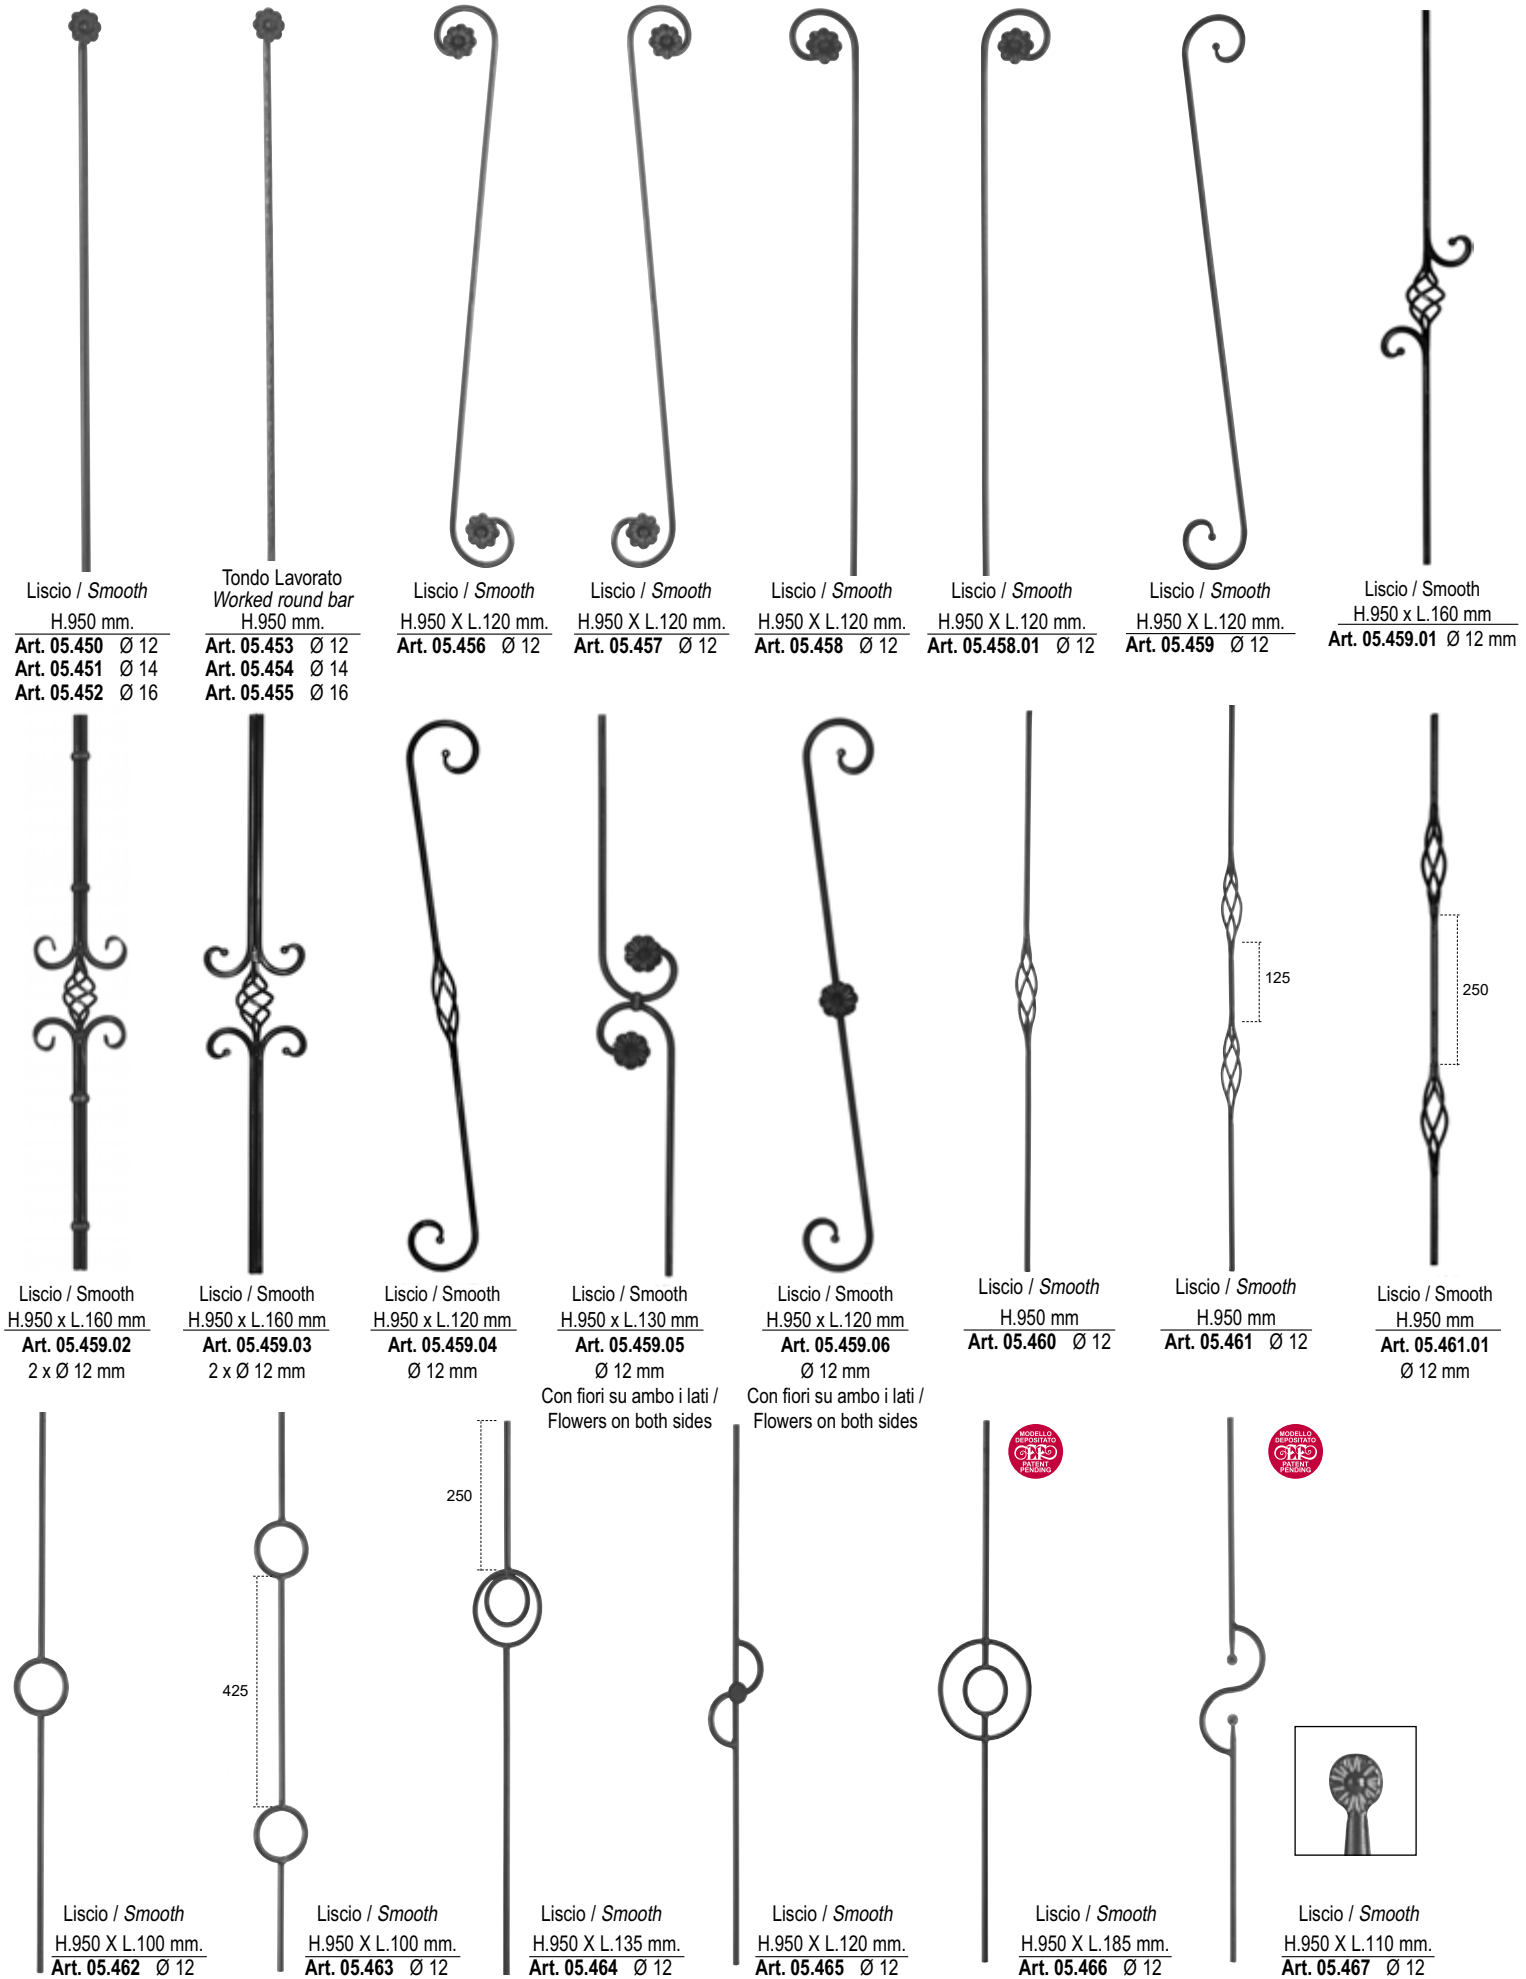 Liscio / Smooth
H.950 mm.
Art. 05.450 Ø 12
Art. 05.451 Ø 14
Art. 05.452 Ø 16
Tondo Lavorato
Worked round bar
H.950 mm.
Art. 05.453 Ø 12
Art. 05.454 Ø 14
Art. 05.455 Ø 16
Liscio / Smooth
H.950 X L.120 mm.
Art. 05.456 Ø 12
Liscio / Smooth
H.950 X L.120 mm.
Art. 05.457 Ø 12
Liscio / Smooth
H.950 X L.120 mm.
Art. 05.458 Ø 12
Liscio / Smooth
H.950 X L.120 mm.
Art. 05.458.01 Ø 12
Liscio / Smooth
H.950 X L.120 mm.
Art. 05.459 Ø 12
Liscio / Smooth
H.950 x L.160 mm
Art. 05.459.01 Ø 12 mm
Liscio / Smooth
H.950 x L.160 mm
Art. 05.459.02
2 x Ø 12 mm
Liscio / Smooth
H.950 x L.160 mm
Art. 05.459.03
2 x Ø 12 mm
Liscio / Smooth
H.950 x L.120 mm
Art. 05.459.04
Ø 12 mm
Liscio / Smooth
H.950 x L.130 mm
Art. 05.459.05
Ø 12 mm
Con fiori su ambo i lati /
Flowers on both sides
Liscio / Smooth
H.950 x L.120 mm
Art. 05.459.06
Ø 12 mm
Con fiori su ambo i lati /
Flowers on both sides
Liscio / Smooth
H.950 mm
Art. 05.460 Ø 12
125
Liscio / Smooth
H.950 mm
Art. 05.461 Ø 12
250
Liscio / Smooth
H.950 mm
Art. 05.461.01
Ø 12 mm
Liscio / Smooth
H.950 X L.100 mm.
Art. 05.462 Ø 12
425
Liscio / Smooth
H.950 X L.100 mm.
Art. 05.463 Ø 12
250
Liscio / Smooth
H.950 X L.135 mm.
Art. 05.464 Ø 12
Liscio / Smooth
H.950 X L.120 mm.
Art. 05.465 Ø 12
MODELLO
DEPOSITATO
PATENT
PENDING
Liscio / Smooth
H.950 X L.185 mm.
Art. 05.466 Ø 12
MODELLO
DEPOSITATO
PATENT
PENDING
Liscio / Smooth
H.950 X L.110 mm.
Art. 05.467 Ø 12